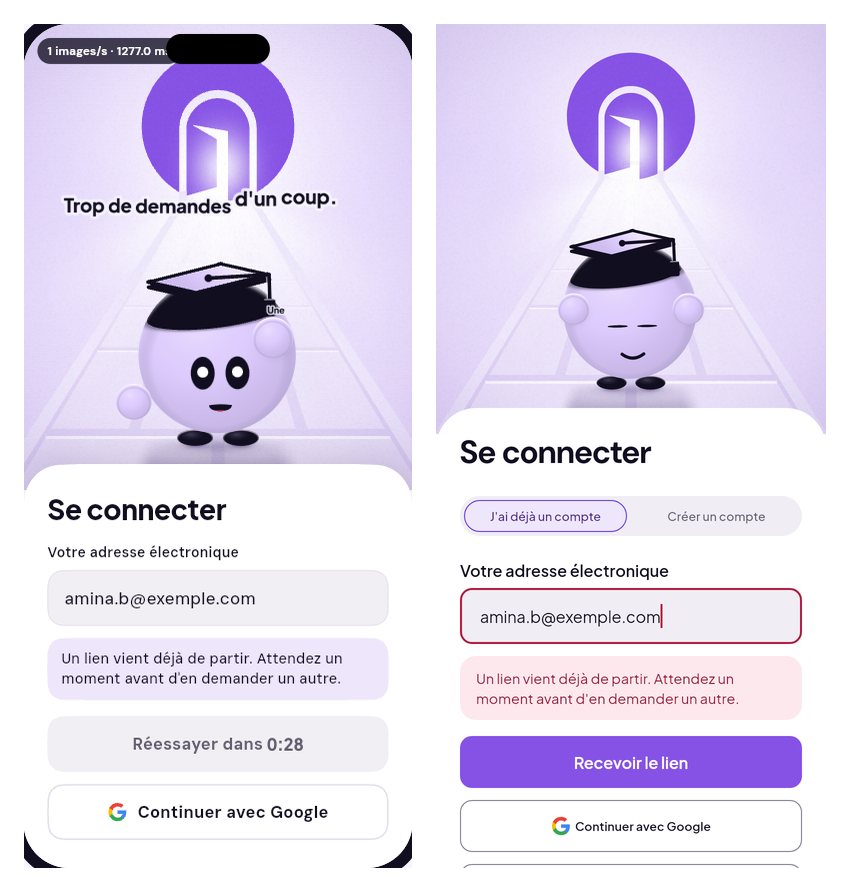 1 images/s · 1277.0 m
Trop de demandes d'un coup.
Une
Se connecter
Votre adresse électronique
amina.b@exemple.com
Un lien vient déjà de partir. Attendez un
moment avant d'en demander un autre.
Réessayer dans 0:28
Continuer avec Google
Se connecter
J'ai déjà un compte
Créer un compte
Votre adresse électronique
amina.b@exemple.com
Un lien vient déjà de partir. Attendez un
moment avant d'en demander un autre.
Recevoir le lien
Continuer avec Google